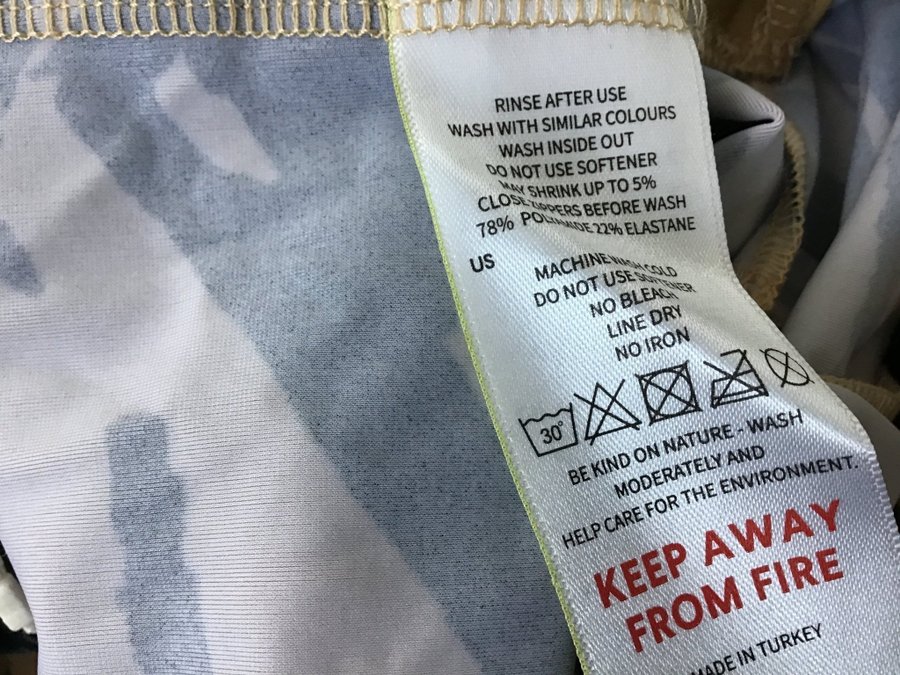 RINSE AFTER USE
WASH WITH SIMILAR COLOURS
WASH INSIDE OUT
DO NOT USE SOFTENER
MAY SHRINK UP TO 5%
CLOSE ZIPPERS BEFORE WASH
78% POLYAMIDE 22% ELASTANE
US MACHINE WASH COLD
DO NOT USE SOFTENER
NO BLEACH
LINE DRY
NO IRON
30°
BE KIND ON NATURE - WASH
MODERATELY AND
HELP CARE FOR THE ENVIRONMENT.
KEEP AWAY
FROM FIRE
MADE IN TURKEY